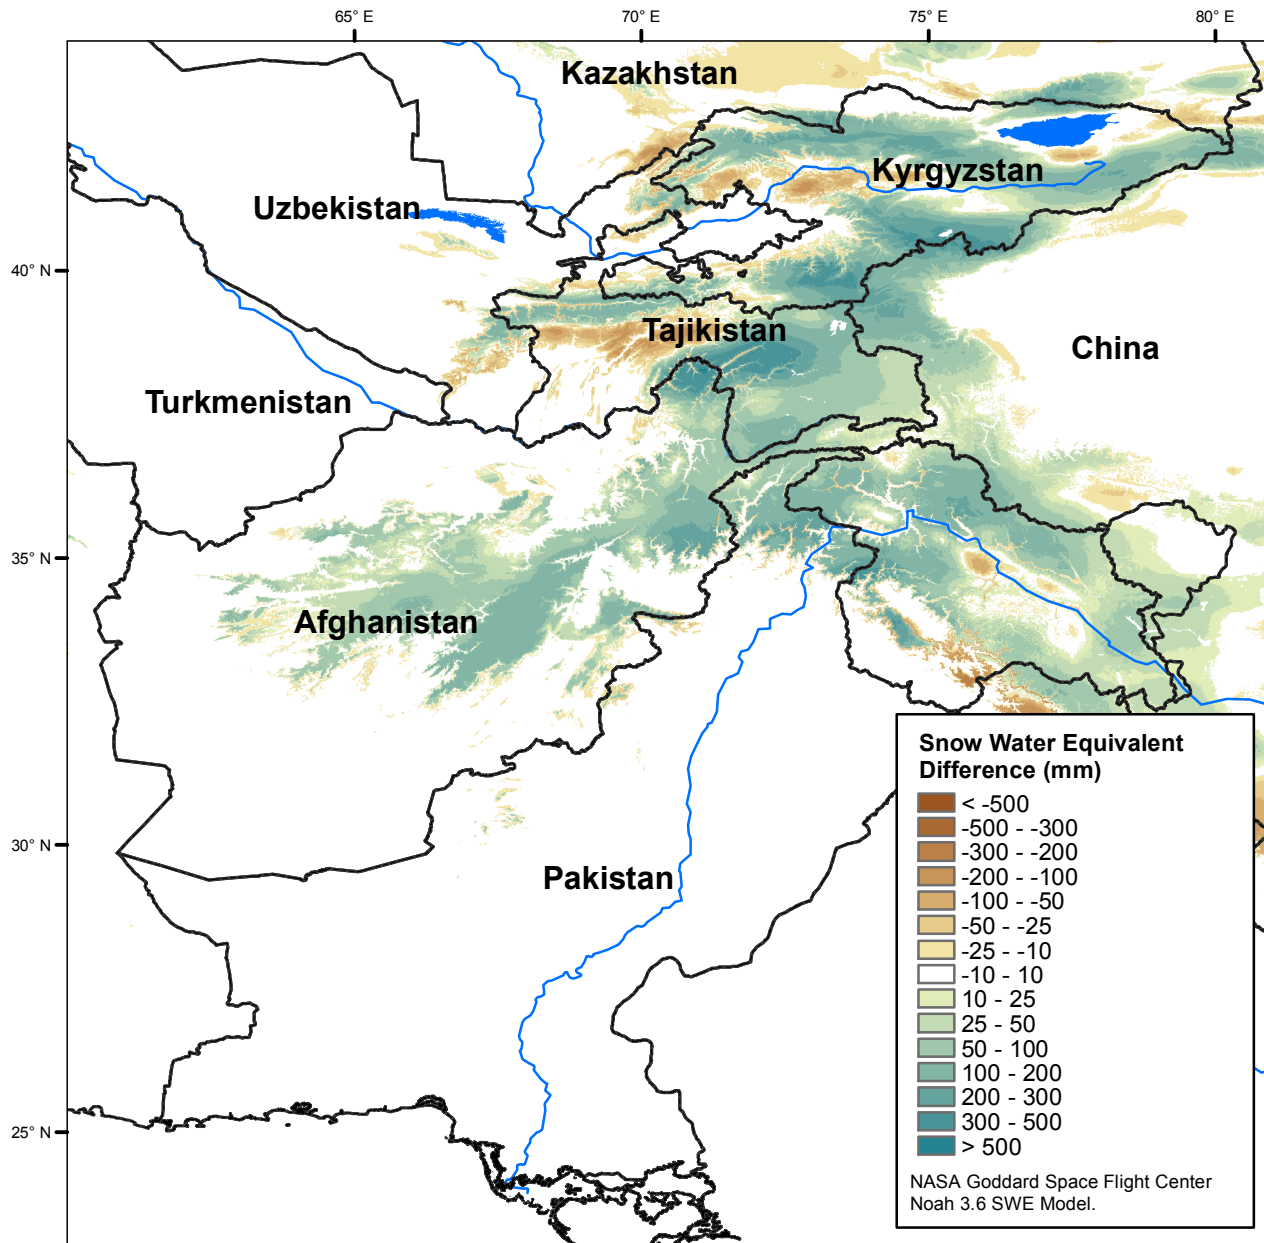 65° E
70° E
75° E
80° E
Kazakhstan
Kyrgyzstan
Uzbekistan
40° N
Tajikistan
China
Turkmenistan
35° N
Afghanistan
Snow Water Equivalent
Difference (mm)
< -500
-500 - -300
-300 - -200
-200 - -100
-100 - -50
-50 - -25
-25 - -10
-10 - 10
10 - 25
25 - 50
50 - 100
100 - 200
200 - 300
300 - 500
> 500
NASA Goddard Space Flight Center
Noah 3.6 SWE Model.
30° N
Pakistan
25° N